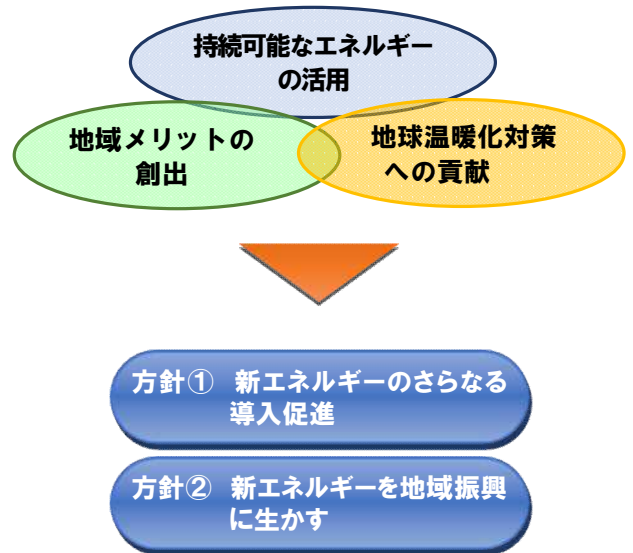 持続可能なエネルギー
の活用
地域メリットの
創出
地球温暖化対策
への貢献
方針① 新エネルギーのさらなる
導入促進
方針② 新エネルギーを地域振興
に生かす